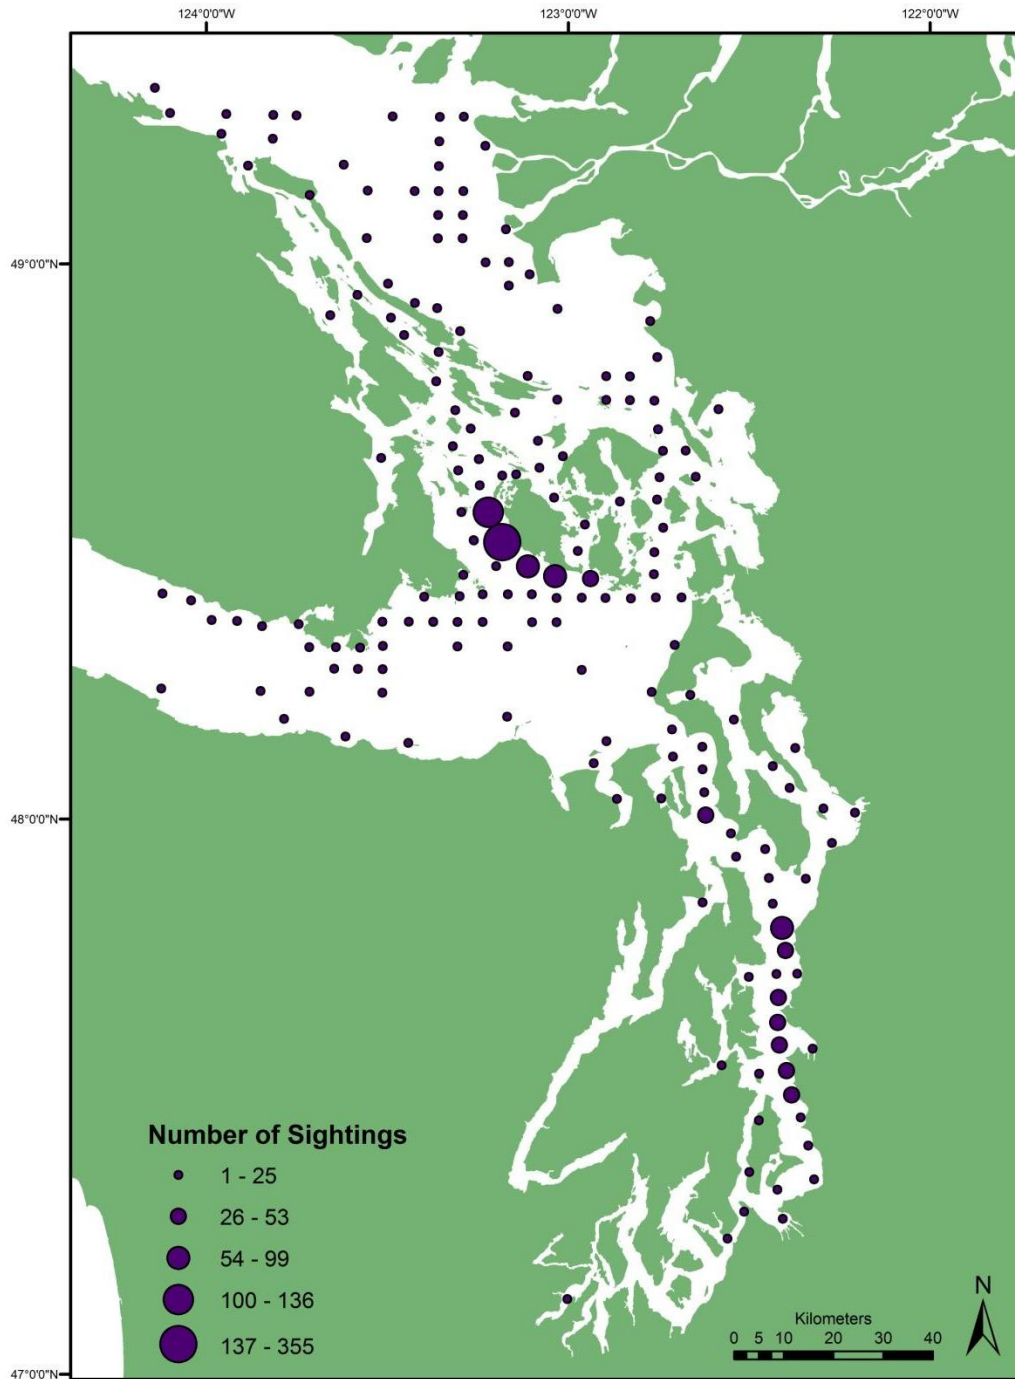 124°0'0"W 123°0'0"W 122°0'0"W
49°0'0"N
48°0'0"N
47°0'0"N
Number of Sightings
1 - 25
26 - 53
54 - 99
100 - 136
137 - 355
N
Kilometers
0 5 10 20 30 40